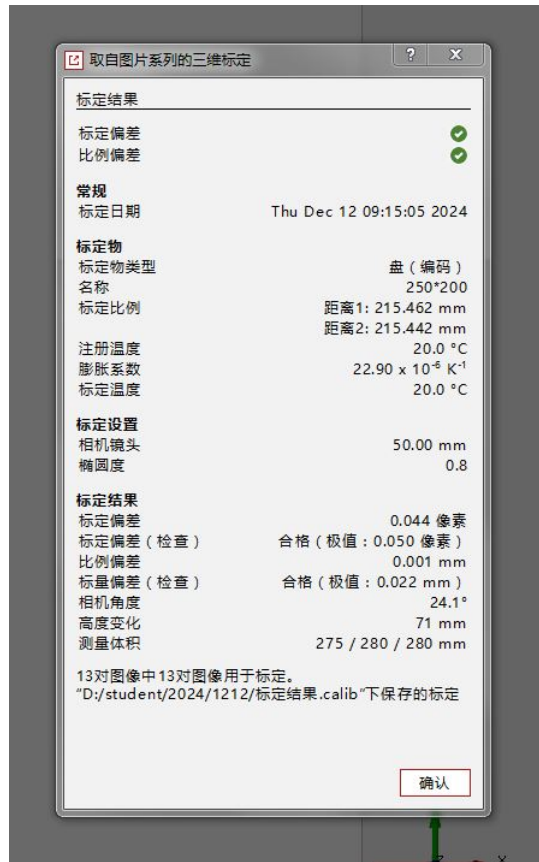 取自图片系列的三维标定
? X
标定结果
标定偏差
比例偏差
常规
标定日期 Thu Dec 12 09:15:05 2024
标定物
标定物类型 盘（编码）
名称 250*200
标定比例 距离1: 215.462 mm
距离2: 215.442 mm
注册温度 20.0 °C
膨胀系数 22.90 x 10⁻⁶ K⁻¹
标定温度 20.0 °C
标定设置
相机镜头 50.00 mm
椭圆度 0.8
标定结果
标定偏差 0.044 像素
标定偏差（检查） 合格（极值：0.050 像素）
比例偏差 0.001 mm
标量偏差（检查） 合格（极值：0.022 mm）
相机角度 24.1°
高度变化 71 mm
测量体积 275 / 280 / 280 mm
13对图像中13对图像用于标定。
“D:/student/2024/1212/标定结果.calib”下保存的标定
确认